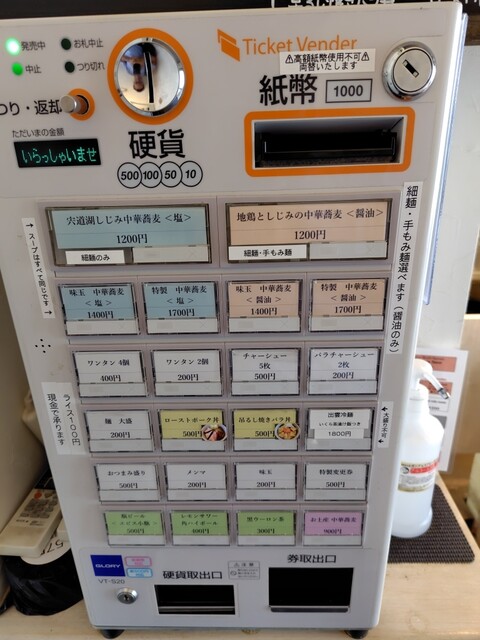 発売中
お札中止
中止
つり切れ
Ticket Vender
⚠高額紙幣使用不可⚠
両替いたします
紙幣 1000
つり・返却
ただいまの金額
いらっしゃいませ
硬貨
500 100 50 10
宍道湖しじみ中華蕎麦<塩>
1200円
細麺のみ
地鶏としじみの中華蕎麦<醤油>
1200円
細麺・手もみ麺
細麺・手もみ麺選べます(醤油のみ)
←スープはすべて同じです→
味玉 中華蕎麦
<塩>
1400円
特製 中華蕎麦
<塩>
1700円
味玉 中華蕎麦
<醤油>
1400円
特製 中華蕎麦
<醤油>
1700円
ワンタン 4個
400円
ワンタン 2個
200円
チャーシュー
5枚
500円
バラチャーシュー
2枚
200円
ライス100円
現金で承ります
麺 大盛
200円
ローストポーク丼
500円
吊るし焼きバラ丼
500円
出雲冷麺
1800円
←大盛り不可→
おつまみ盛り
500円
メンマ
200円
味玉
200円
特製変更券
500円
瓶ビール
500円
レモンサワー
角ハイボール
400円
黒ウーロン茶
300円
お土産 中華蕎麦
900円
GLORY
VT-S20
硬貨取出口
券取出口